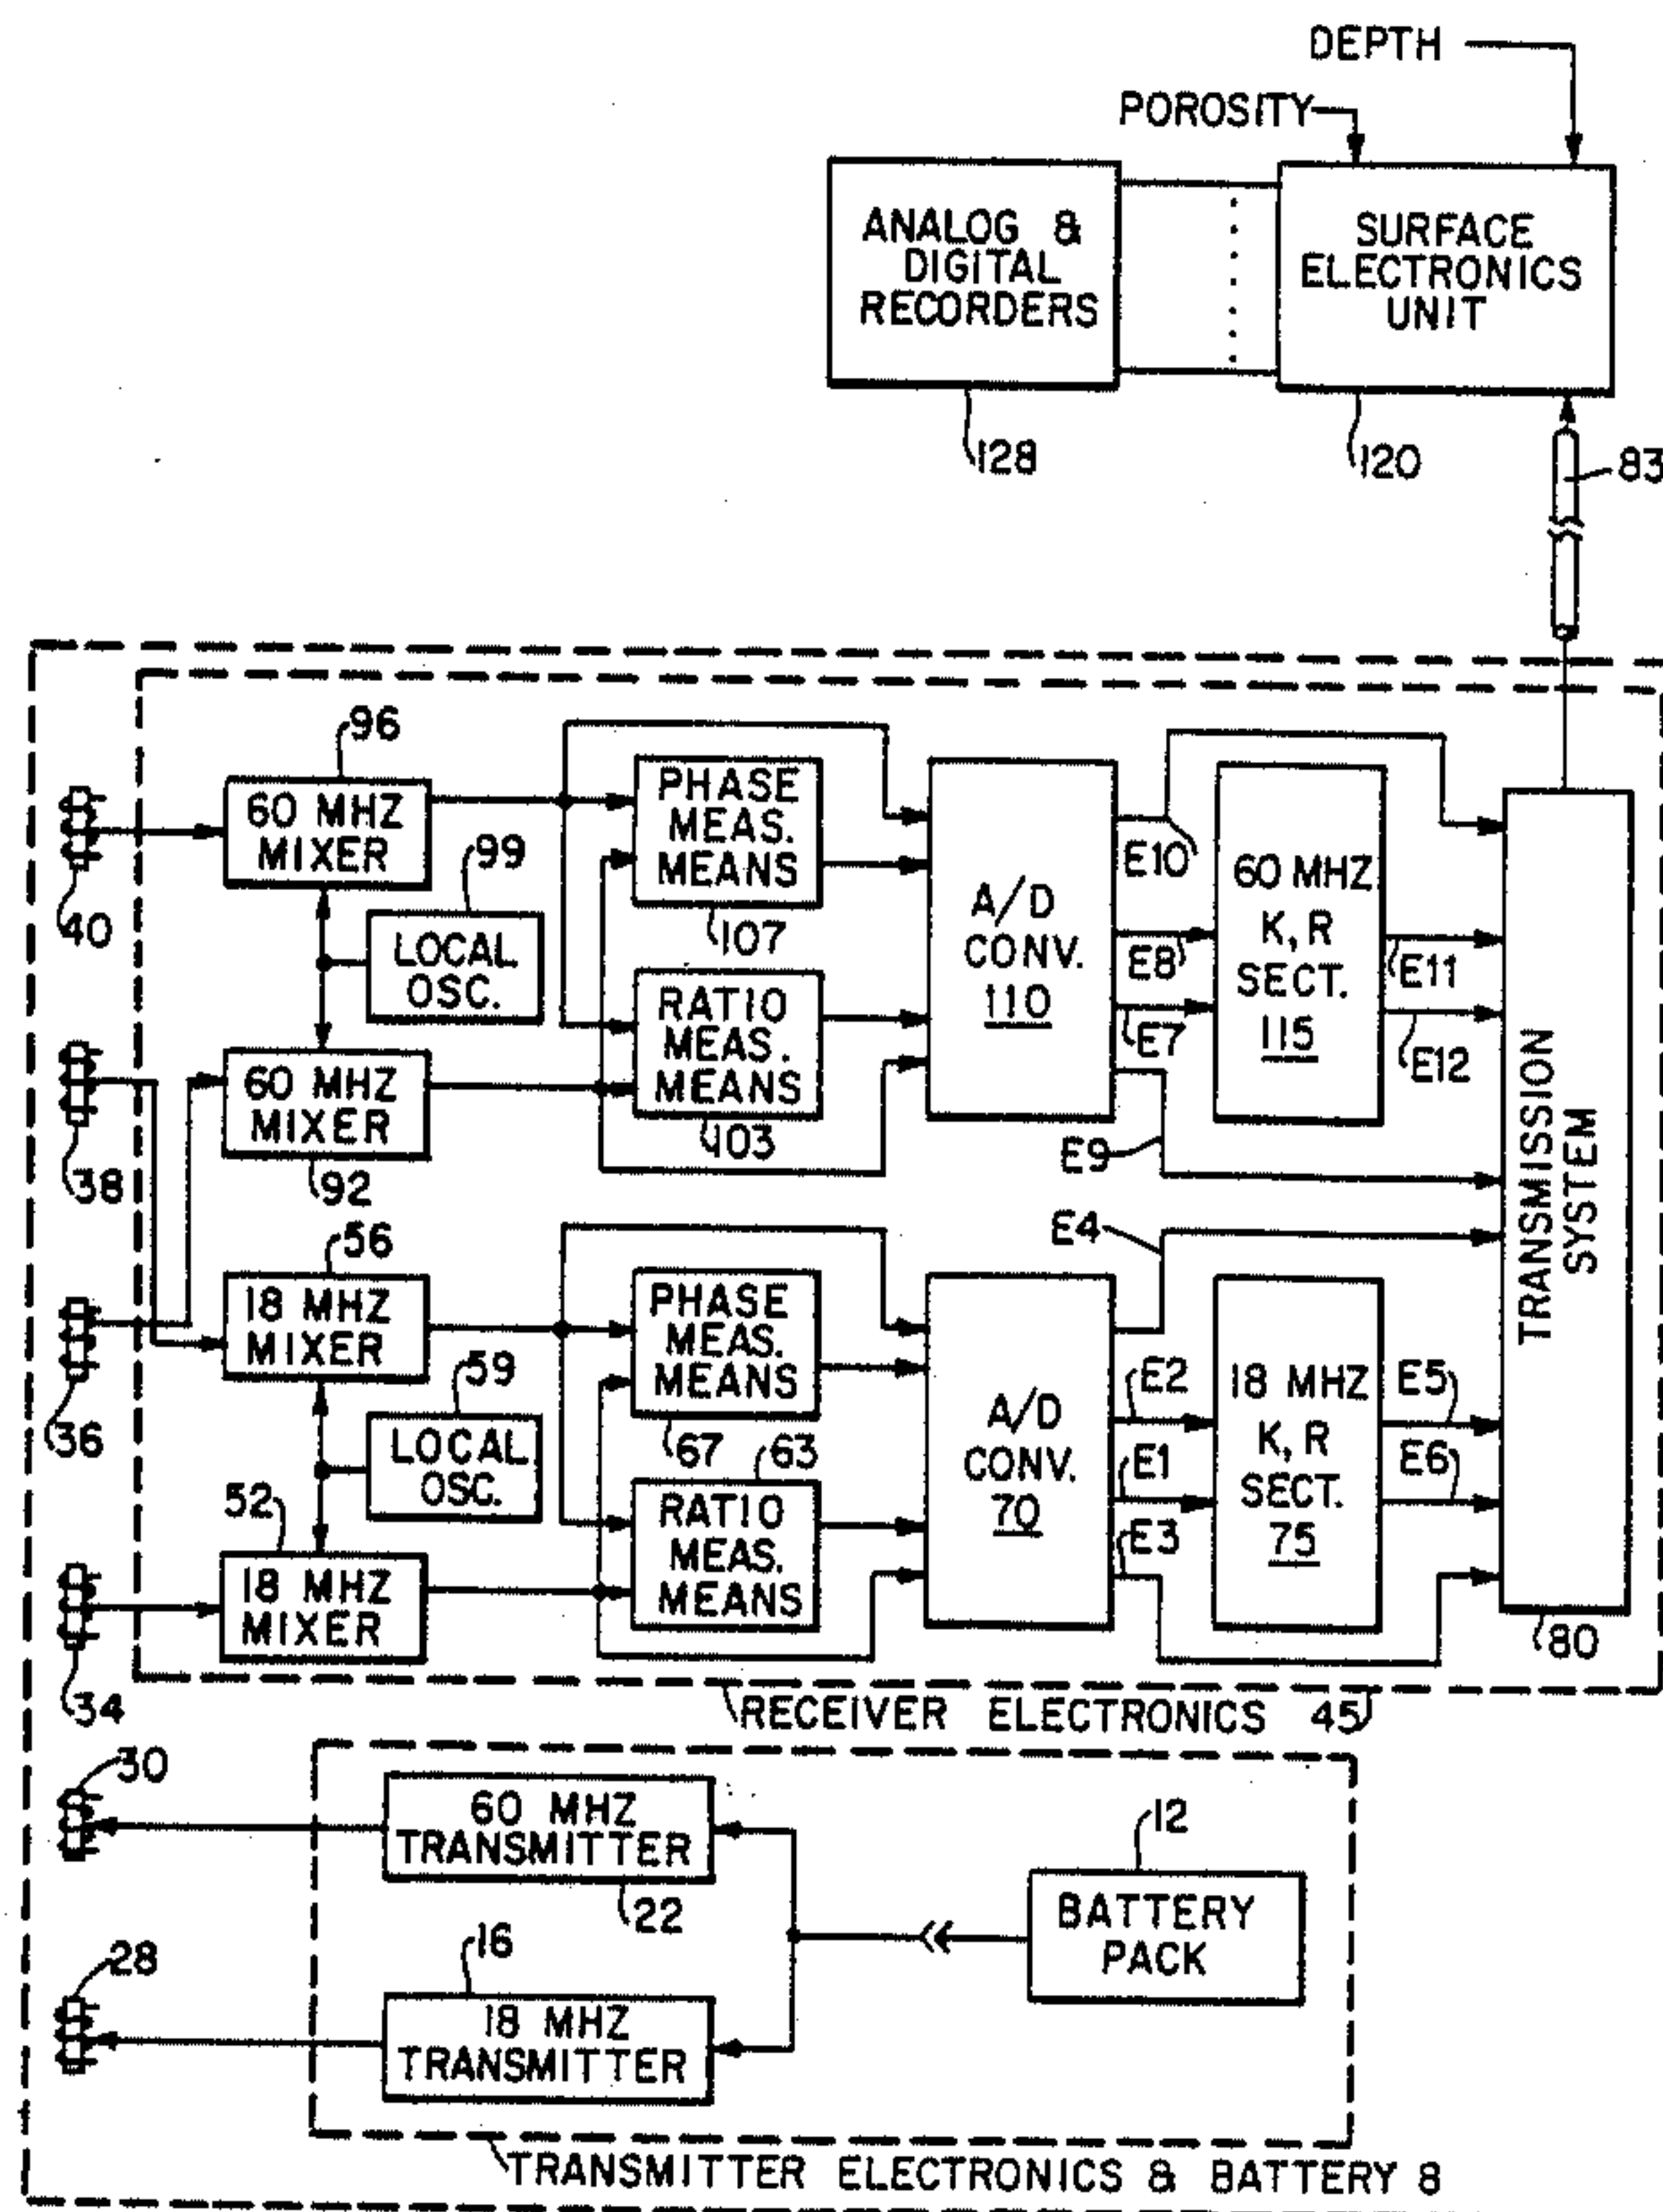 DEPTH
POROSITY
ANALOG &
DIGITAL
RECORDERS
SURFACE
ELECTRONICS
UNIT
128
120
83
96
60 MHZ
MIXER
40
99
LOCAL
OSC.
PHASE
MEAS.
MEANS
107
RATIO
MEAS.
MEANS
103
A/D
CONV.
110
E10
E8
E7
E9
60 MHZ
K, R
SECT.
115
E11
E12
38
60 MHZ
MIXER
92
TRANSMISSION
SYSTEM
80
56
18 MHZ
MIXER
36
59
LOCAL
OSC.
PHASE
MEAS.
MEANS
67
63
RATIO
MEAS.
MEANS
A/D
CONV.
70
E4
E2
E1
E3
18 MHZ
K, R
SECT.
75
E5
E6
52
18 MHZ
MIXER
34
RECEIVER ELECTRONICS 45
30
60 MHZ
TRANSMITTER
22
12
BATTERY
PACK
28
16
18 MHZ
TRANSMITTER
TRANSMITTER ELECTRONICS & BATTERY 8